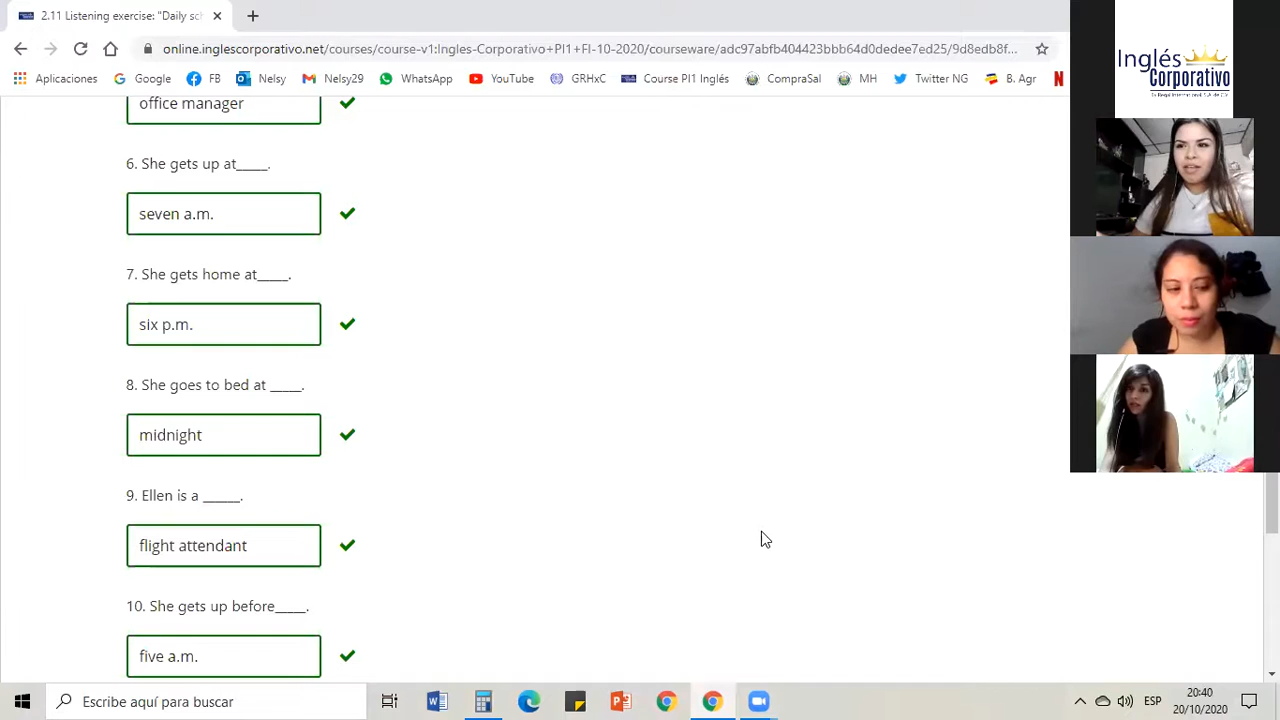 2.11 Listening exercise: "Daily sch
online.inglescorporativo.net/courses/course-v1:Ingles-Corporativo+PI1+FI-10-2020/courseware/adc97abfb404423bbb64d0dedee7ed25/9d8edb8f...
Aplicaciones Google FB Nelsy Nelsy29 WhatsApp YouTube GRHxC Course PI1 Ingles CompraSal MH Twitter NG B. Agr
Inglés
Corporativo
office manager
6. She gets up at_____.
seven a.m.
7. She gets home at_____.
six p.m.
8. She goes to bed at _____.
midnight
9. Ellen is a ______.
flight attendant
10. She gets up before_____.
five a.m.
Escribe aquí para buscar
ESP
20:40
20/10/2020